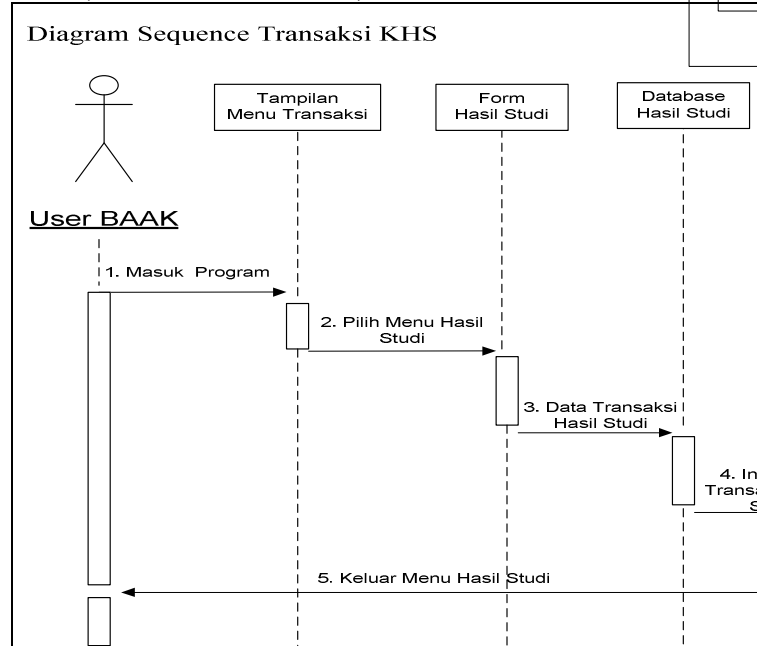 Diagram Sequence Transaksi KHS
Tampilan
Menu Transaksi
Form
Hasil Studi
Database
Hasil Studi
User BAAK
1. Masuk Program
2. Pilih Menu Hasil
Studi
3. Data Transaksi
Hasil Studi
4.
5. Keluar Menu Hasil Studi